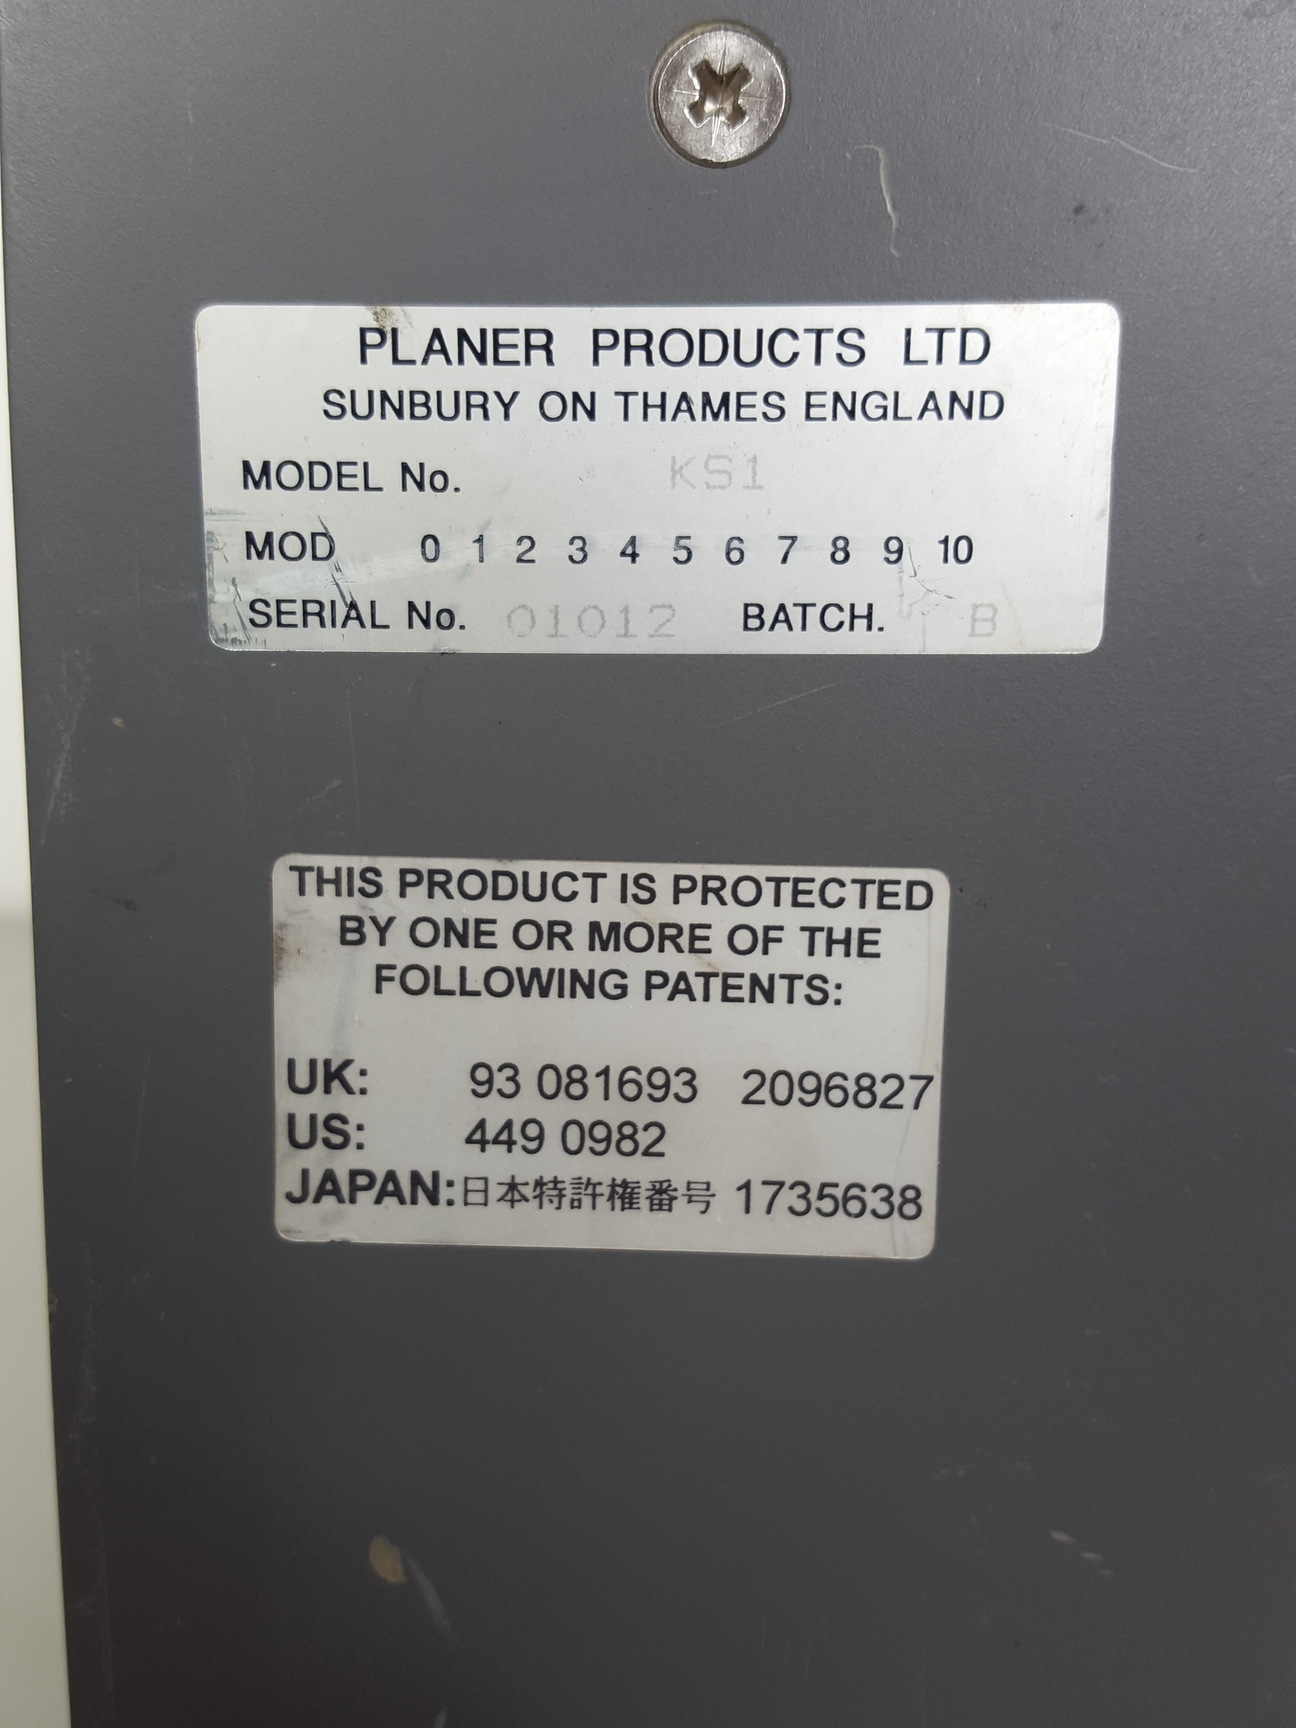 PLANER PRODUCTS LTD
SUNBURY ON THAMES ENGLAND
MODEL No. KS1
MOD 0 1 2 3 4 5 6 7 8 9 10
SERIAL No. 01012 BATCH. B
THIS PRODUCT IS PROTECTED
BY ONE OR MORE OF THE
FOLLOWING PATENTS:
UK: 93 081693 2096827
US: 449 0982
JAPAN:日本特許権番号 1735638